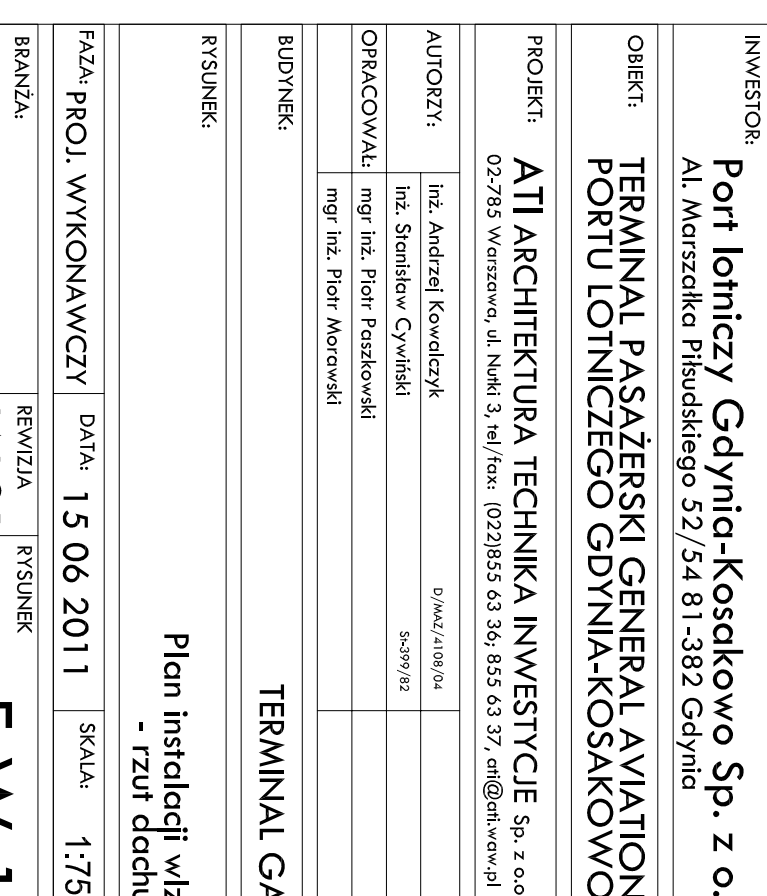 INWESTOR:
Port lotniczy Gdynia-Kosakowo Sp. z o.
Al. Marszałka Piłsudskiego 52/54 81-382 Gdynia
OBIEKT:
TERMINAL PASAŻERSKI GENERAL AVIATION
PORTU LOTNICZEGO GDYNIA-KOSAKOWO
PROJEKT:
ATI ARCHITEKTURA TECHNIKA INWESTYCJE Sp. z o.o
02-785 Warszawa, ul. Nutki 3, tel/fax: (022)855 63 36; 855 63 37, ati@ati.waw.pl
AUTORZY:
inż. Andrzej Kowalczyk D/MAZ/4108/04
inż. Stanisław Cywiński St-399/82
OPRACOWAŁ:
mgr inż. Piotr Paszkowski
mgr inż. Piotr Morawski
BUDYNEK:
TERMINAL GA
RYSUNEK:
Plan instalacji wlz
- rzut dachu
FAZA: PROJ. WYKONAWCZY
DATA: 15 06 2011
SKALA: 1:75
BRANŻA:
REWIZJA
RYSUNEK